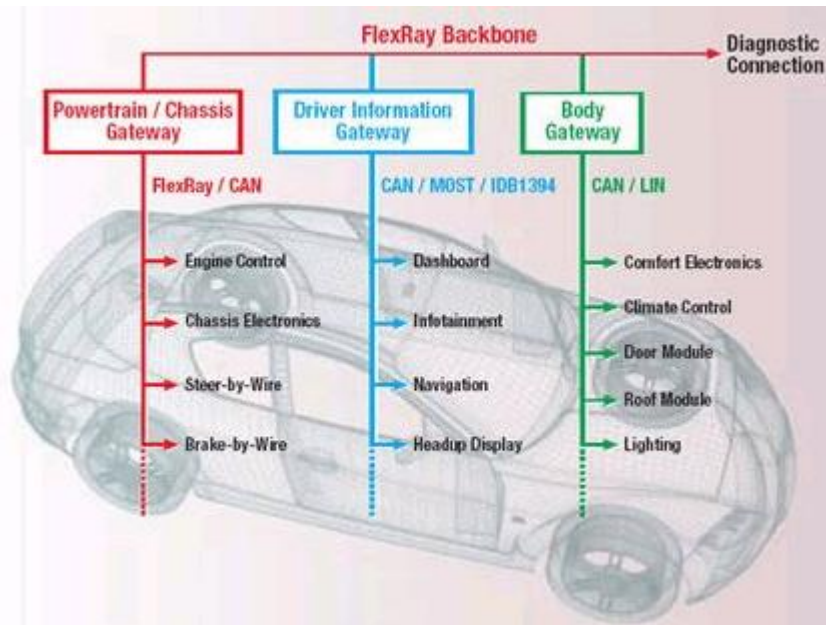 FlexRay Backbone
Diagnostic
Connection
Powertrain / Chassis
Gateway
Driver Information
Gateway
Body
Gateway
FlexRay / CAN
CAN / MOST / IDB1394
CAN / LIN
Engine Control
Chassis Electronics
Steer-by-Wire
Brake-by-Wire
Dashboard
Infotainment
Navigation
Headup Display
Comfort Electronics
Climate Control
Door Module
Roof Module
Lighting